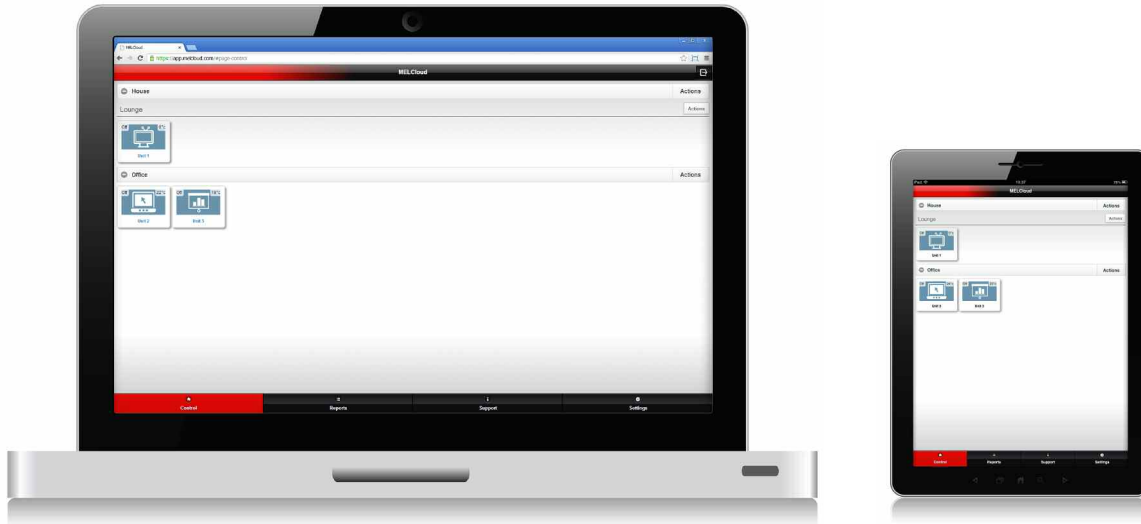 MELCloud
https://app.melcloud.com/#page-control
MELCloud
House
Actions
Lounge
Actions
Off
Unit 1
Office
Actions
Off
Unit 2
Off
Unit 3
Control
Reports
Support
Settings
iPad
MELCloud
House
Actions
Lounge
Actions
Off
Unit 1
Office
Actions
Unit 2
Unit 3
Control
Reports
Support
Settings